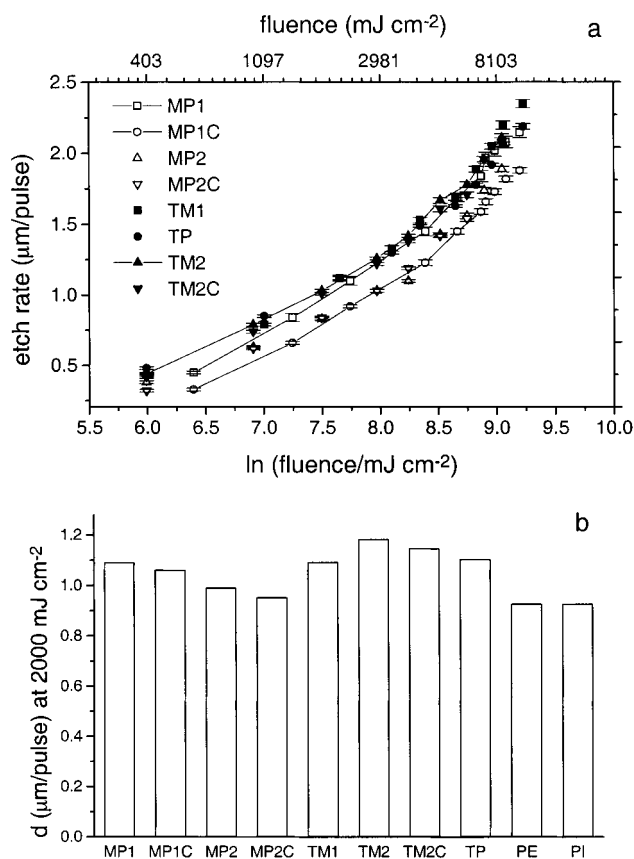 fluence (mJ cm-2)
a
403 1097 2981 8103
2.5
2.0
1.5
1.0
0.5
etch rate (μm/pulse)
MP1
MP1C
MP2
MP2C
TM1
TP
TM2
TM2C
5.5 6.0 6.5 7.0 7.5 8.0 8.5 9.0 9.5 10.0
ln (fluence/mJ cm-2)
b
1.2
1.0
0.8
0.6
0.4
0.2
0.0
d (μm/pulse) at 2000 mJ cm-2
MP1 MP1C MP2 MP2C TM1 TM2 TM2C TP PE PI